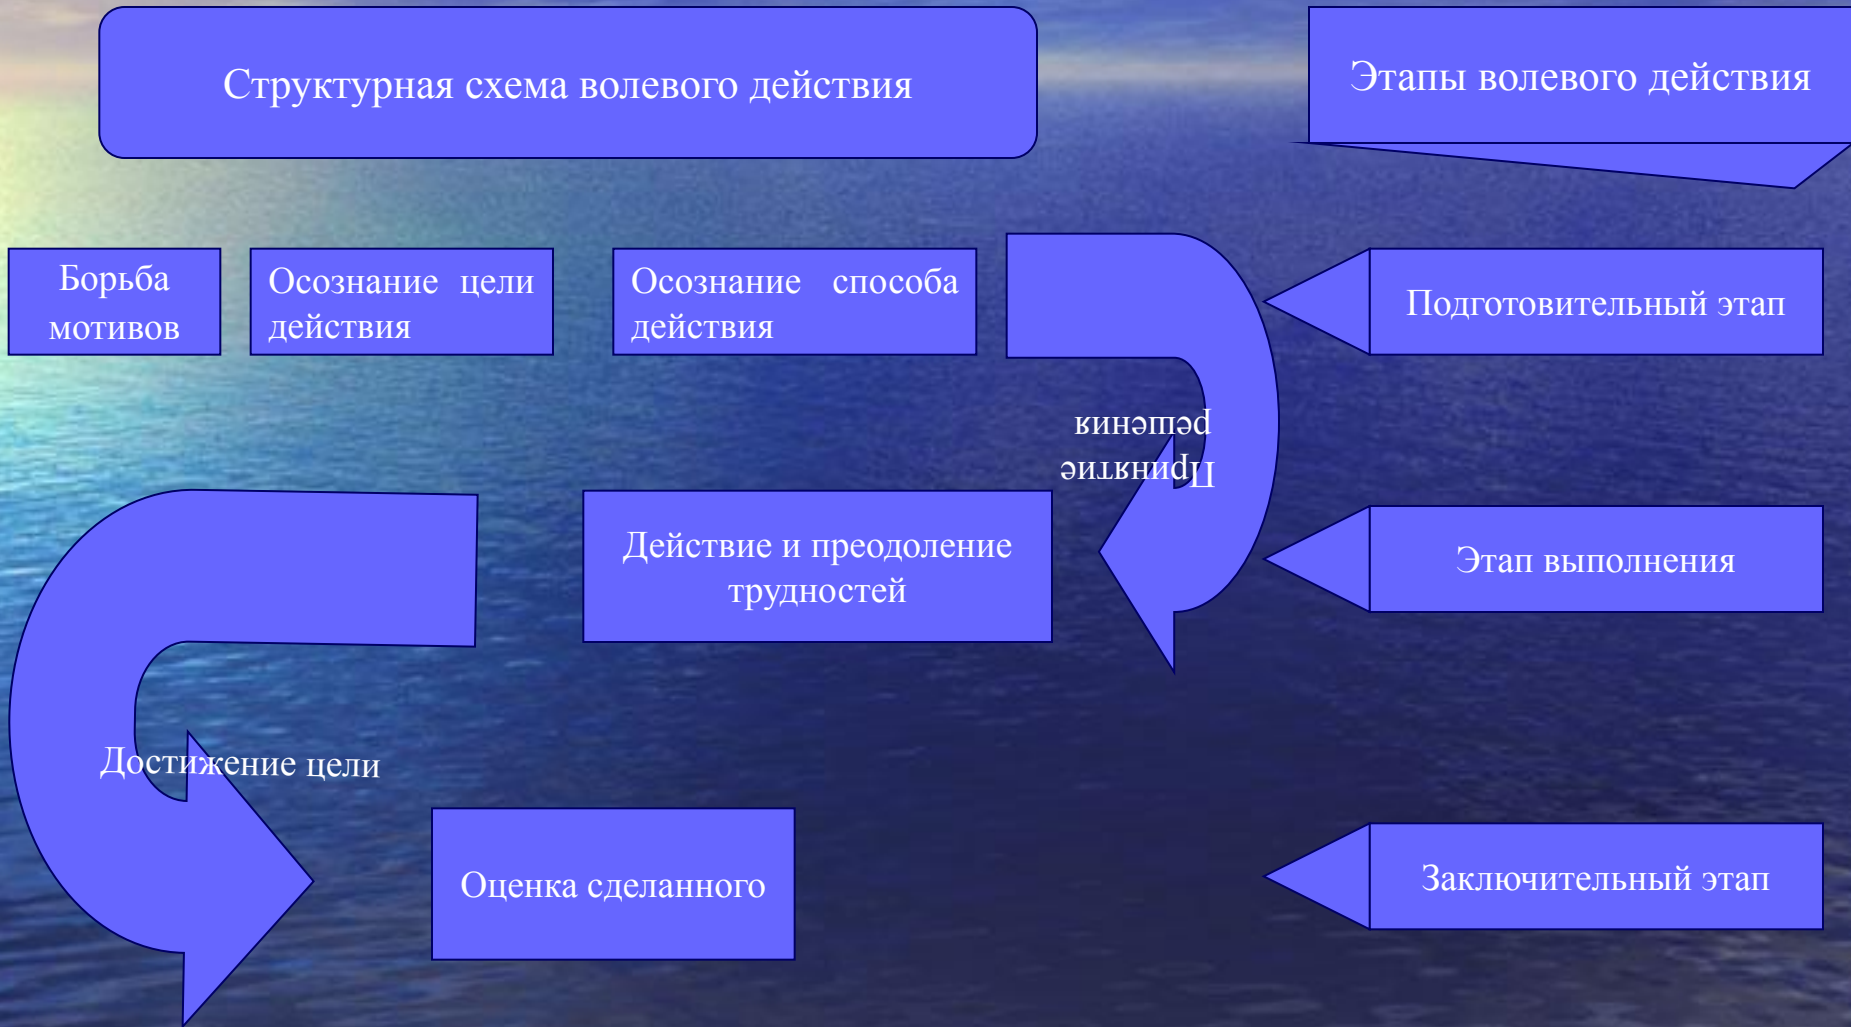 Структурная схема волевого действия
Этапы волевого действия
Борьба
мотивов
Осознание цели
действия
Осознание способа
действия
Подготовительный этап
Принятие
решения
Действие и преодоление
трудностей
Этап выполнения
Достижение цели
Оценка сделанного
Заключительный этап